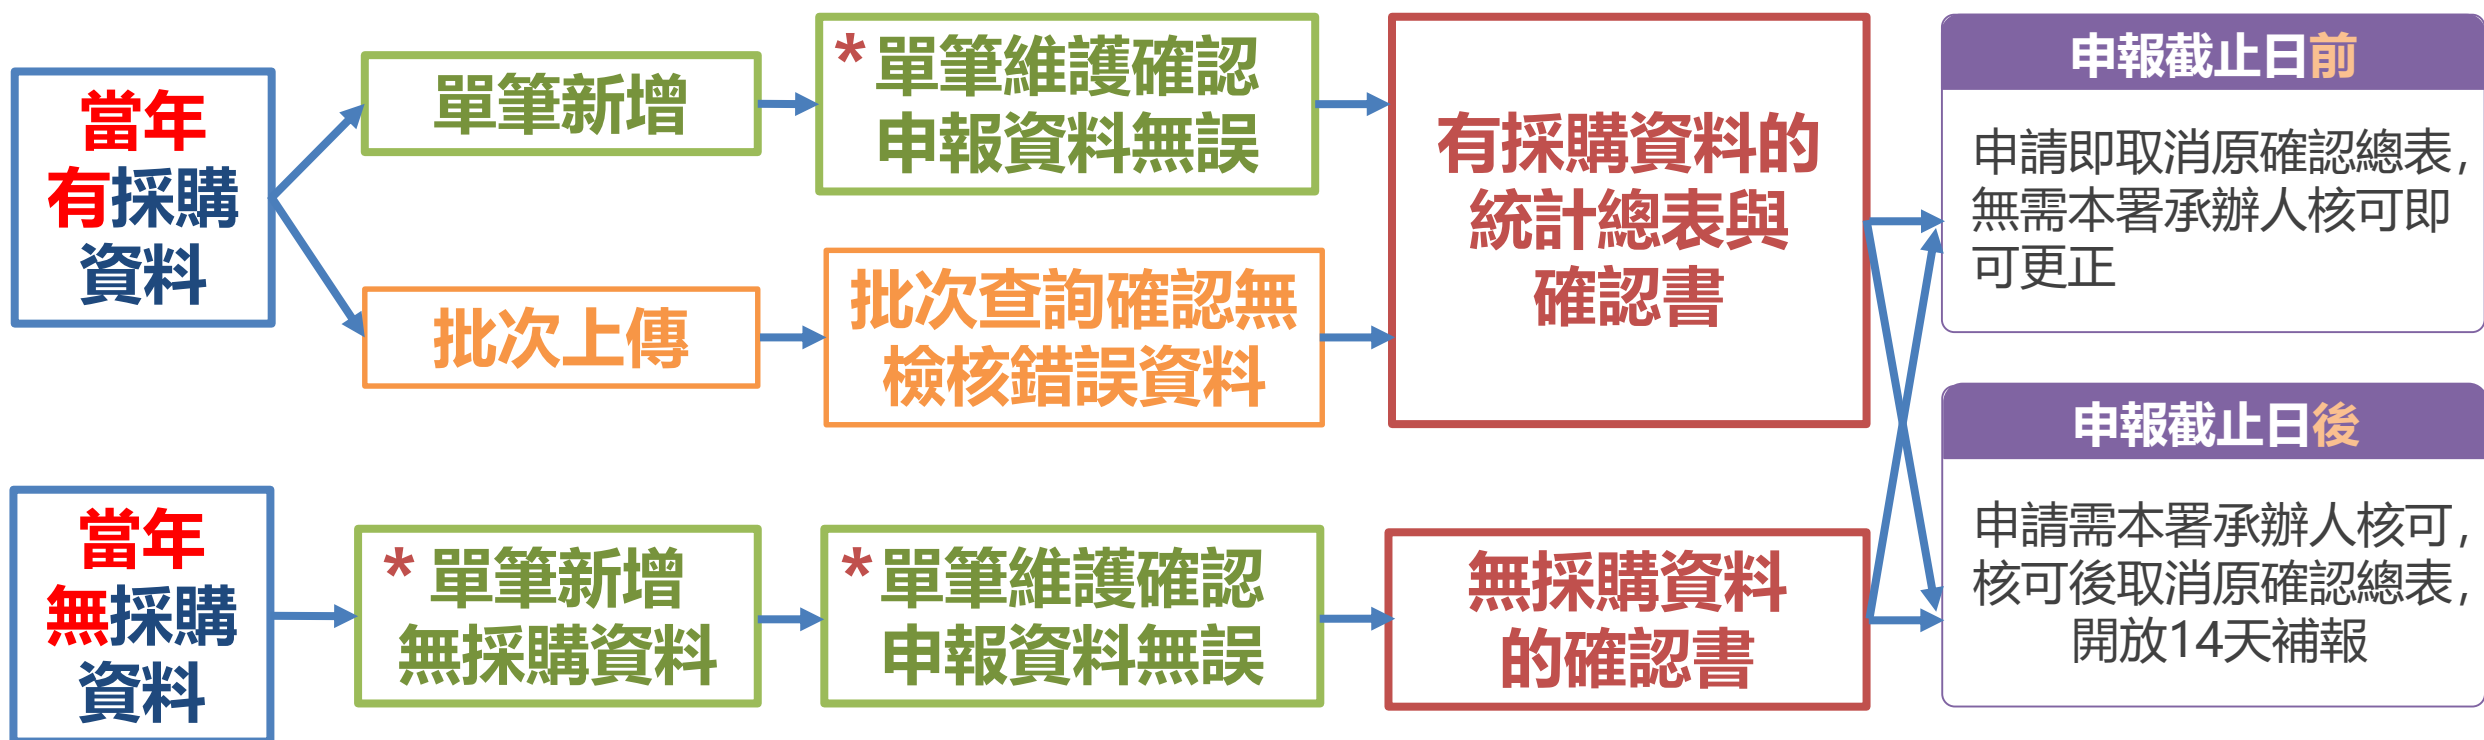 當年
有採購
資料
單筆新增
*單筆維護確認
申報資料無誤
批次上傳
批次查詢確認無
檢核錯誤資料
有採購資料的
統計總表與
確認書
申報截止日前
申請即取消原確認總表,
無需本署承辦人核可即
可更正
當年
無採購
資料
*單筆新增
無採購資料
*單筆維護確認
申報資料無誤
無採購資料
的確認書
申報截止日後
申請需本署承辦人核可,
核可後取消原確認總表,
開放14天補報